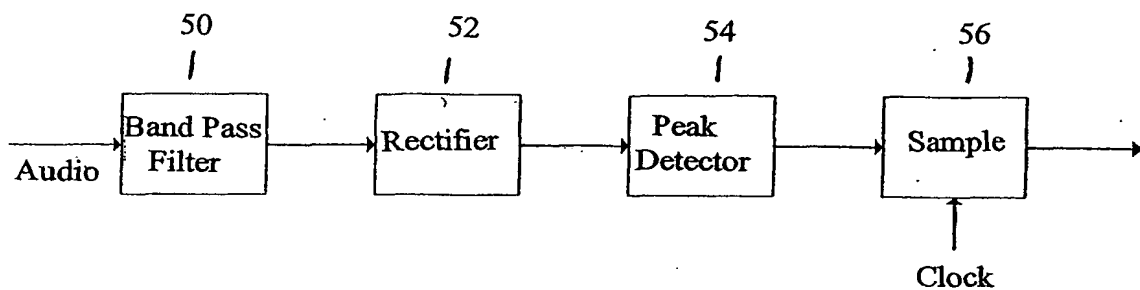 50
52
54
56
Band Pass
Filter
Rectifier
Peak
Detector
Sample
Audio
Clock